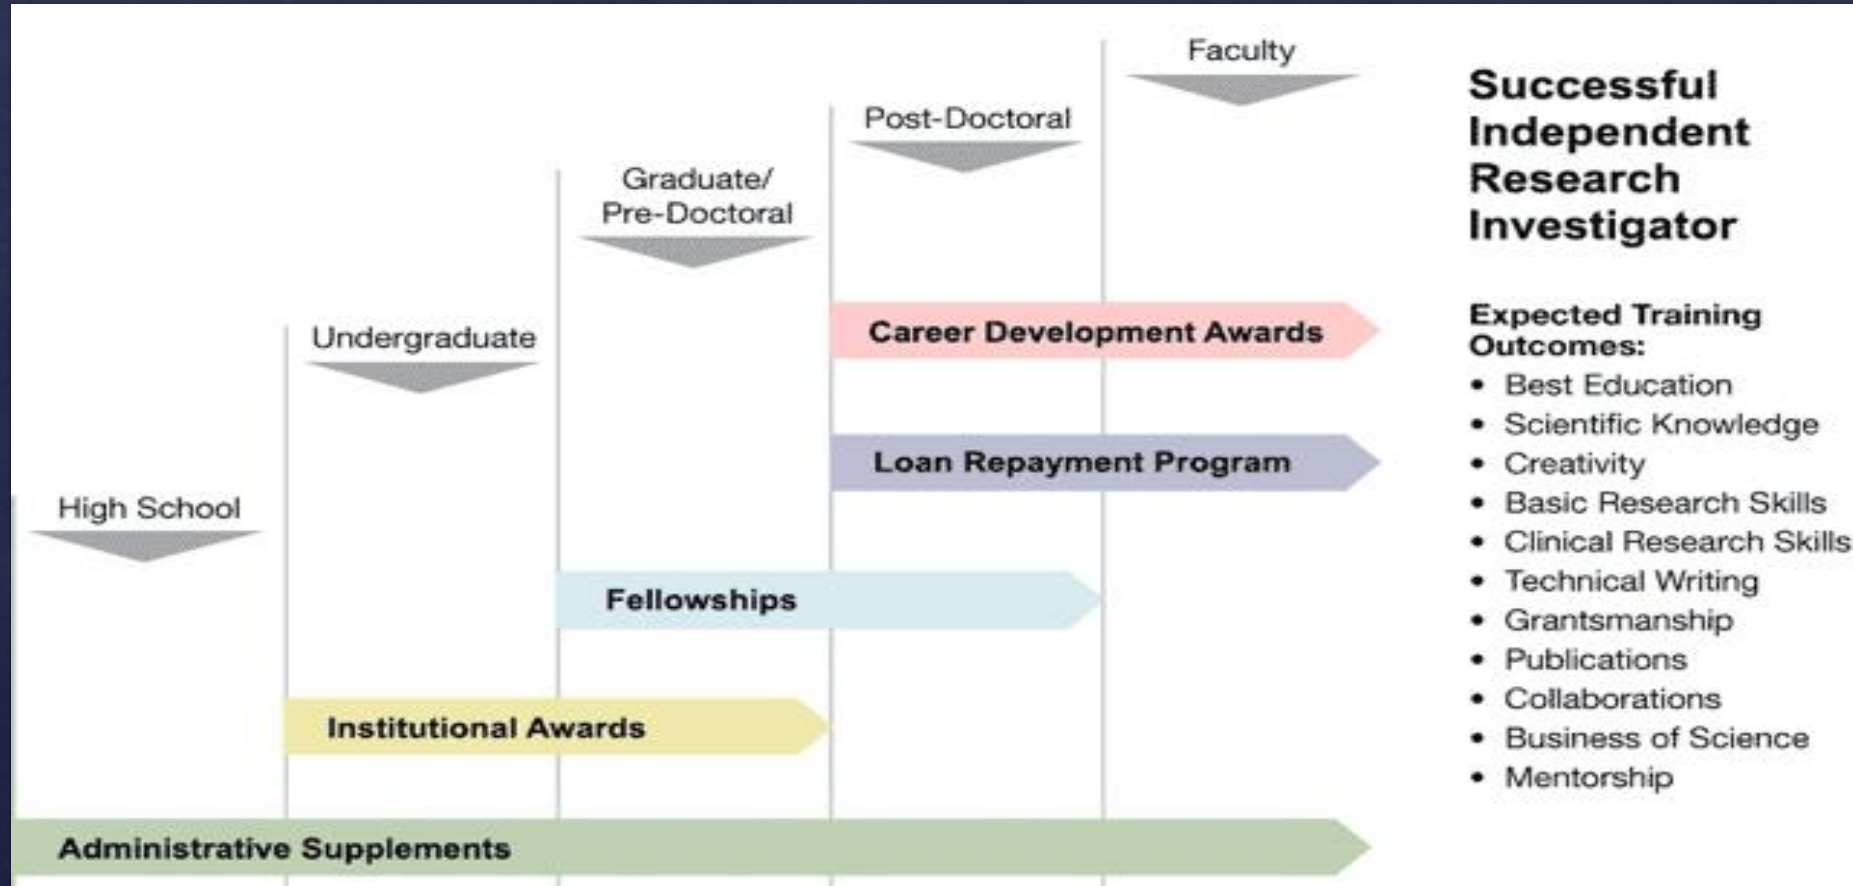 Faculty
Post-Doctoral
Graduate/
Pre-Doctoral
Undergraduate
High School
Career Development Awards
Loan Repayment Program
Fellowships
Institutional Awards
Administrative Supplements
Successful
Independent
Research
Investigator
Expected Training
Outcomes:
• Best Education
• Scientific Knowledge
• Creativity
• Basic Research Skills
• Clinical Research Skills
• Technical Writing
• Grantsmanship
• Publications
• Collaborations
• Business of Science
• Mentorship